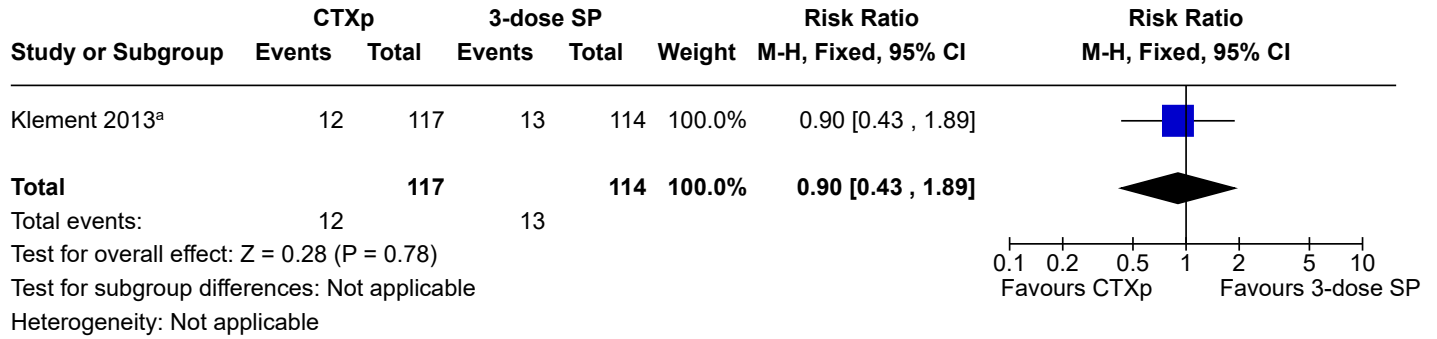 CTXp 3-dose SP Risk Ratio Risk Ratio
Study or Subgroup Events Total Events Total Weight M-H, Fixed, 95% CI M-H, Fixed, 95% CI
Klement 2013ᵃ 12 117 13 114 100.0% 0.90 [0.43 , 1.89]
Total 117 114 100.0% 0.90 [0.43 , 1.89]
Total events: 12 13
Test for overall effect: Z = 0.28 (P = 0.78)
0.1 0.2 0.5 1 2 5 10
Test for subgroup differences: Not applicable Favours CTXp Favours 3-dose SP
Heterogeneity: Not applicable